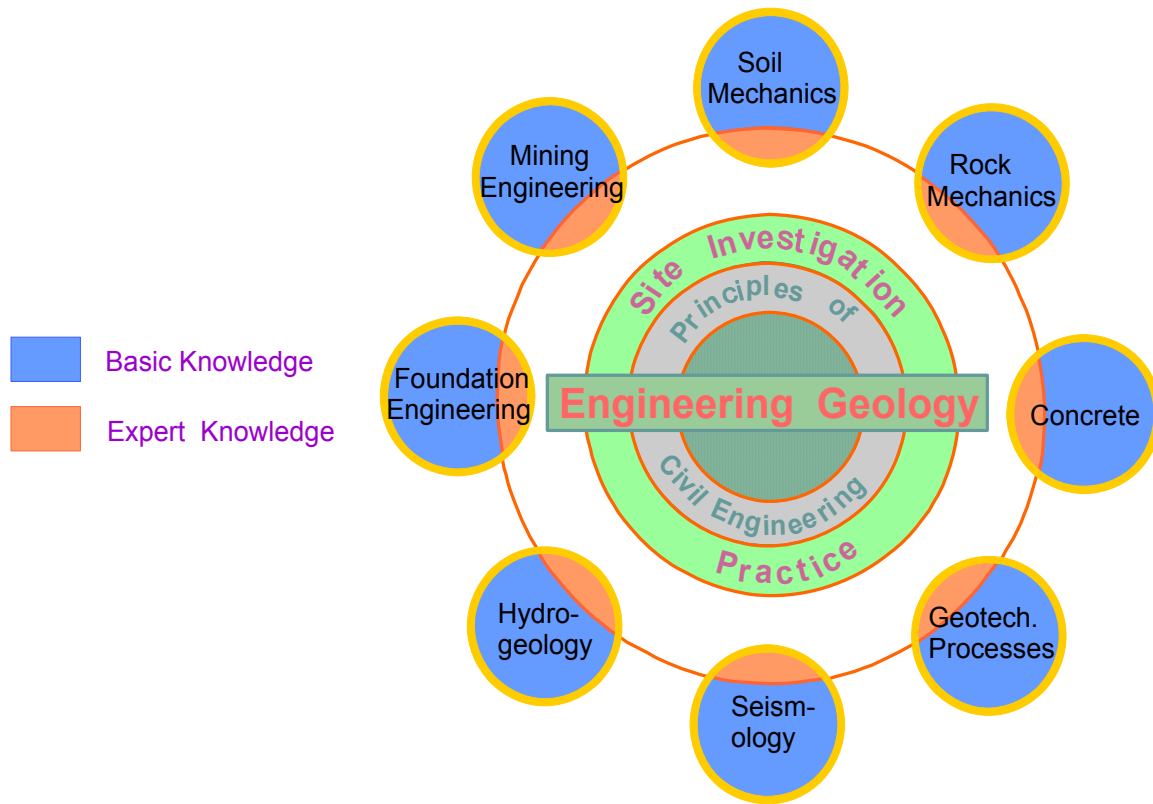 Soil
Mechanics
Mining
Engineering
Rock
Mechanics
Site Investigation
Principles of
Basic Knowledge
Expert Knowledge
Foundation
Engineering
Engineering Geology
Concrete
Civil Engineering
Practice
Hydro-
geology
Geotech.
Processes
Seism-
ology